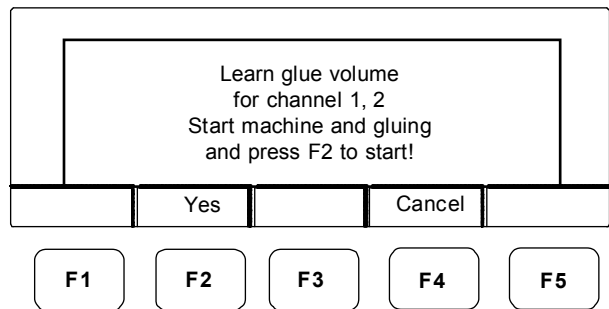 Learn glue volume
for channel 1, 2
Start machine and gluing
and press F2 to start!
Yes Cancel
F1 F2 F3 F4 F5